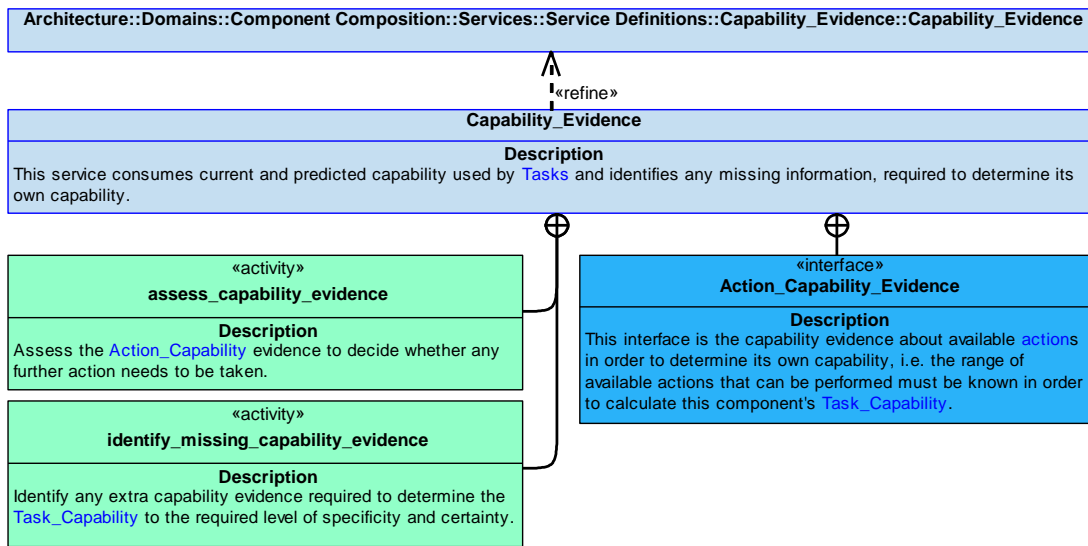 Architecture::Domains::Component Composition::Services::Service Definitions::Capability_Evidence::Capability_Evidence
«refine»
Capability_Evidence
Description
This service consumes current and predicted capability used by Tasks and identifies any missing information, required to determine its
own capability.
«activity»
assess_capability_evidence
Description
Assess the Action_Capability evidence to decide whether any
further action needs to be taken.
«interface»
Action_Capability_Evidence
Description
This interface is the capability evidence about available actions
in order to determine its own capability, i.e. the range of
available actions that can be performed must be known in order
to calculate this component's Task_Capability.
«activity»
identify_missing_capability_evidence
Description
Identify any extra capability evidence required to determine the
Task_Capability to the required level of specificity and certainty.